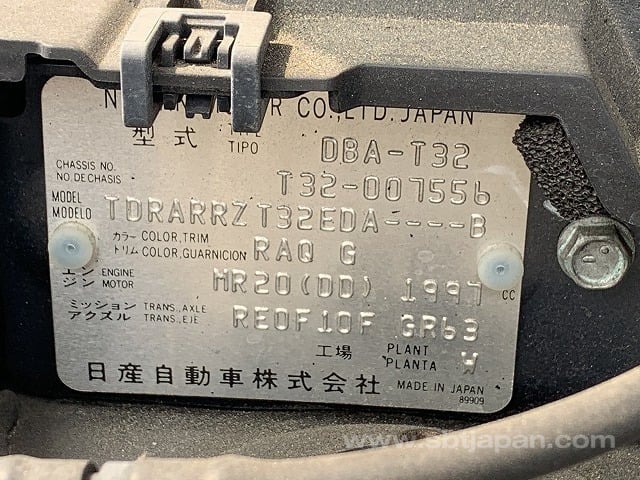 CO.,LTD.JAPAN
型式 TIPO DBA-T32
CHASSIS NO.
NO.DE CHASIS T32-007556
MODEL
MODELO TDRARRZT32EDA----B
カラー COLOR,TRIM
トリム COLOR,GUARNICION RAQ G
エンジン ENGINE MOTOR MR20(DD) 1997 CC
ミッション TRANS.,AXLE
アクスル TRANS.,EJE RE0F10F GR63
工場 PLANT
PLANTA W
日産自動車株式会社 MADE IN JAPAN
89909
www.sbtjapan.com